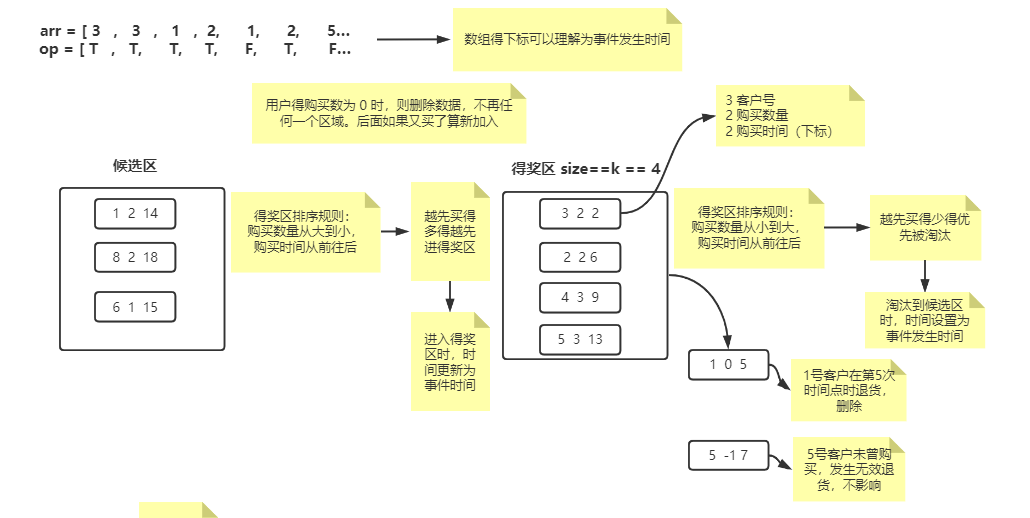 arr = [ 3 , 3 , 1 , 2, 1, 2, 5...
op = [ T , T, T, T, F, T, F...
数组得下标可以理解为事件发生时间
用户得购买数为 0 时，则删除数据，不再任
何一个区域。后面如果又买了算新加入
3 客户号
2 购买数量
2 购买时间（下标）
候选区
1 2 14
8 2 18
6 1 15
得奖区排序规则：
购买数量从大到小，
购买时间从前往后
越先买得
多得越先
进得奖区
进入得奖
区时，时
间更新为
事件时间
得奖区 size==k == 4
3 2 2
2 2 6
4 3 9
5 3 13
得奖区排序规则：
购买数量从小到大，
购买时间从前往后
越先买得少得优
先被淘汰
淘汰到候选区
时，时间设置为
事件发生时间
1 0 5
1号客户在第5次
时间点时退货，
删除
5 -1 7
5号客户未曾购
买，发生无效退
货，不影响